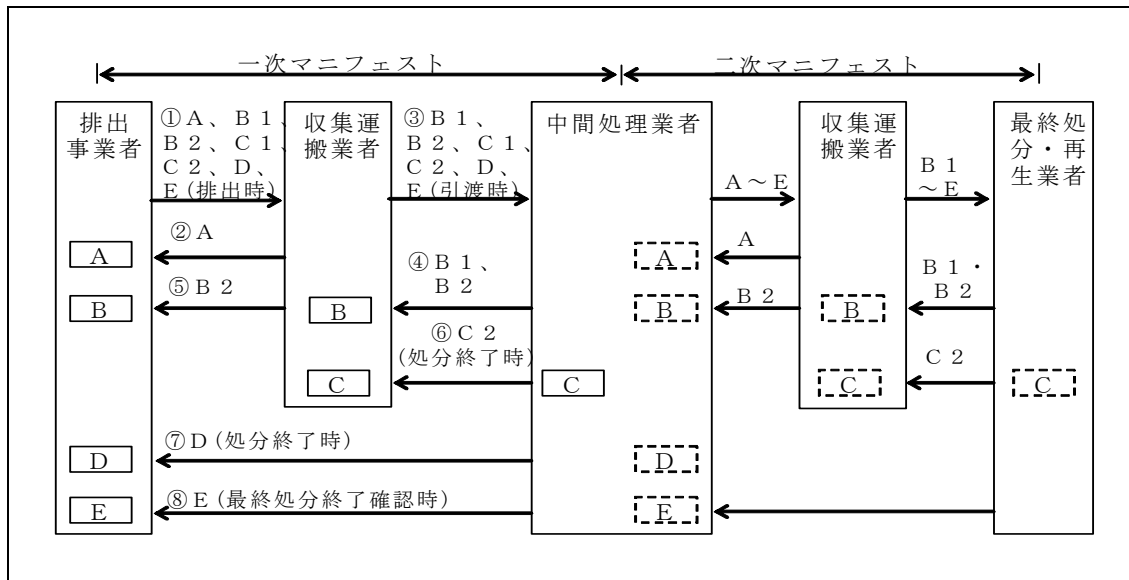 一次マニフェスト
二次マニフェスト
排出
事業者
①A、B1、
B2、C1、
C2、D、
E(排出時)
収集運
搬業者
③B1、
B2、C1、
C2、D、
E(引渡時)
中間処理業者
A~E
収集運
搬業者
B1
~E
最終処
分・再
生業者
②A
A
④B1、
B2
A
A
B1・
B2
⑤B2
B
B
B
B2
B
⑥C2
(処分終了時)
C
C
C2
C
C
⑦D(処分終了時)
D
D
⑧E(最終処分終了確認時)
E
E